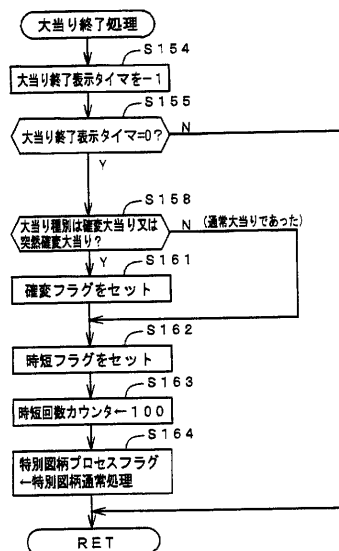 大当り終了処理
S154
大当り終了表示タイマを−1
S155
大当り終了表示タイマ=0?
N
Y
S158
大当り種別は確変大当り又は
突然確変大当り?
N
(通常大当りであった)
Y
S161
確変フラグをセット
S162
時短フラグをセット
S163
時短回数カウンタ←100
S164
特別図柄プロセスフラグ
←特別図柄通常処理
RET